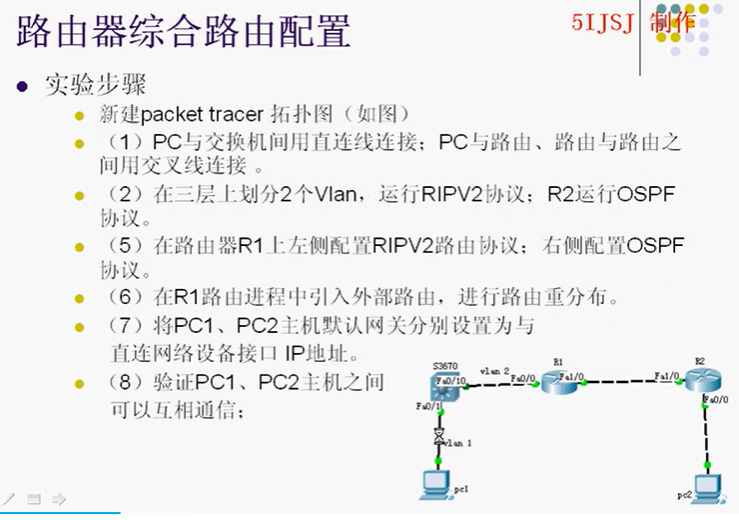 路由器综合路由配置
5IJSJ 制作
实验步骤
新建packet tracer 拓扑图（如图）
（1）PC与交换机间用直连线连接；PC与路由、路由与路由之
间用交叉线连接 。
（2）在三层上划分2个Vlan，运行RIPV2协议；R2运行OSPF
协议。
（5）在路由器R1上左侧配置RIPV2路由协议；右侧配置OSPF
协议。
（6）在R1路由进程中引入外部路由，进行路由重分布。
（7）将PC1、PC2主机默认网关分别设置为与
直连网络设备接口 IP地址。
（8）验证PC1、PC2主机之间
可以互相通信；
S3670
vlan 2
R1
R2
Fa0/10
Fa0/0
Fa1/0
Fa1/0
Fa0/1
Fa0/0
vlan 1
pc1
pc2